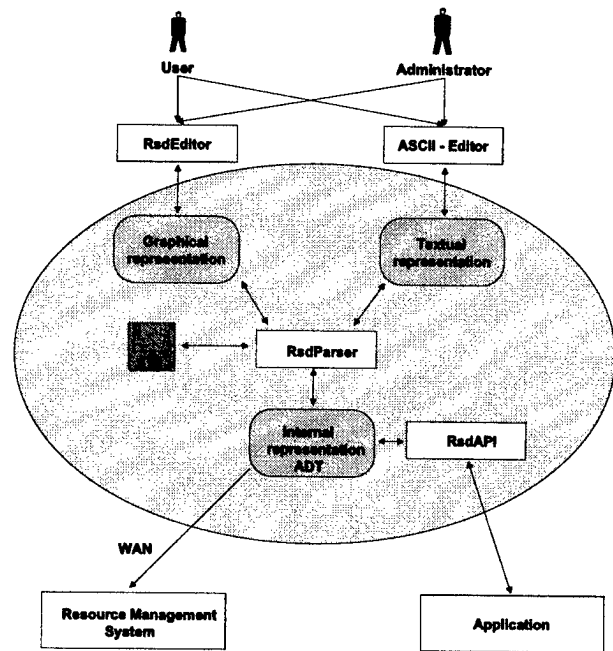 User
Administrator
RsdEditor
ASCII - Editor
Graphical
representation
Textual
representation
RsdParser
Internal
representation
ADT
RsdAPI
WAN
Resource Management
System
Application